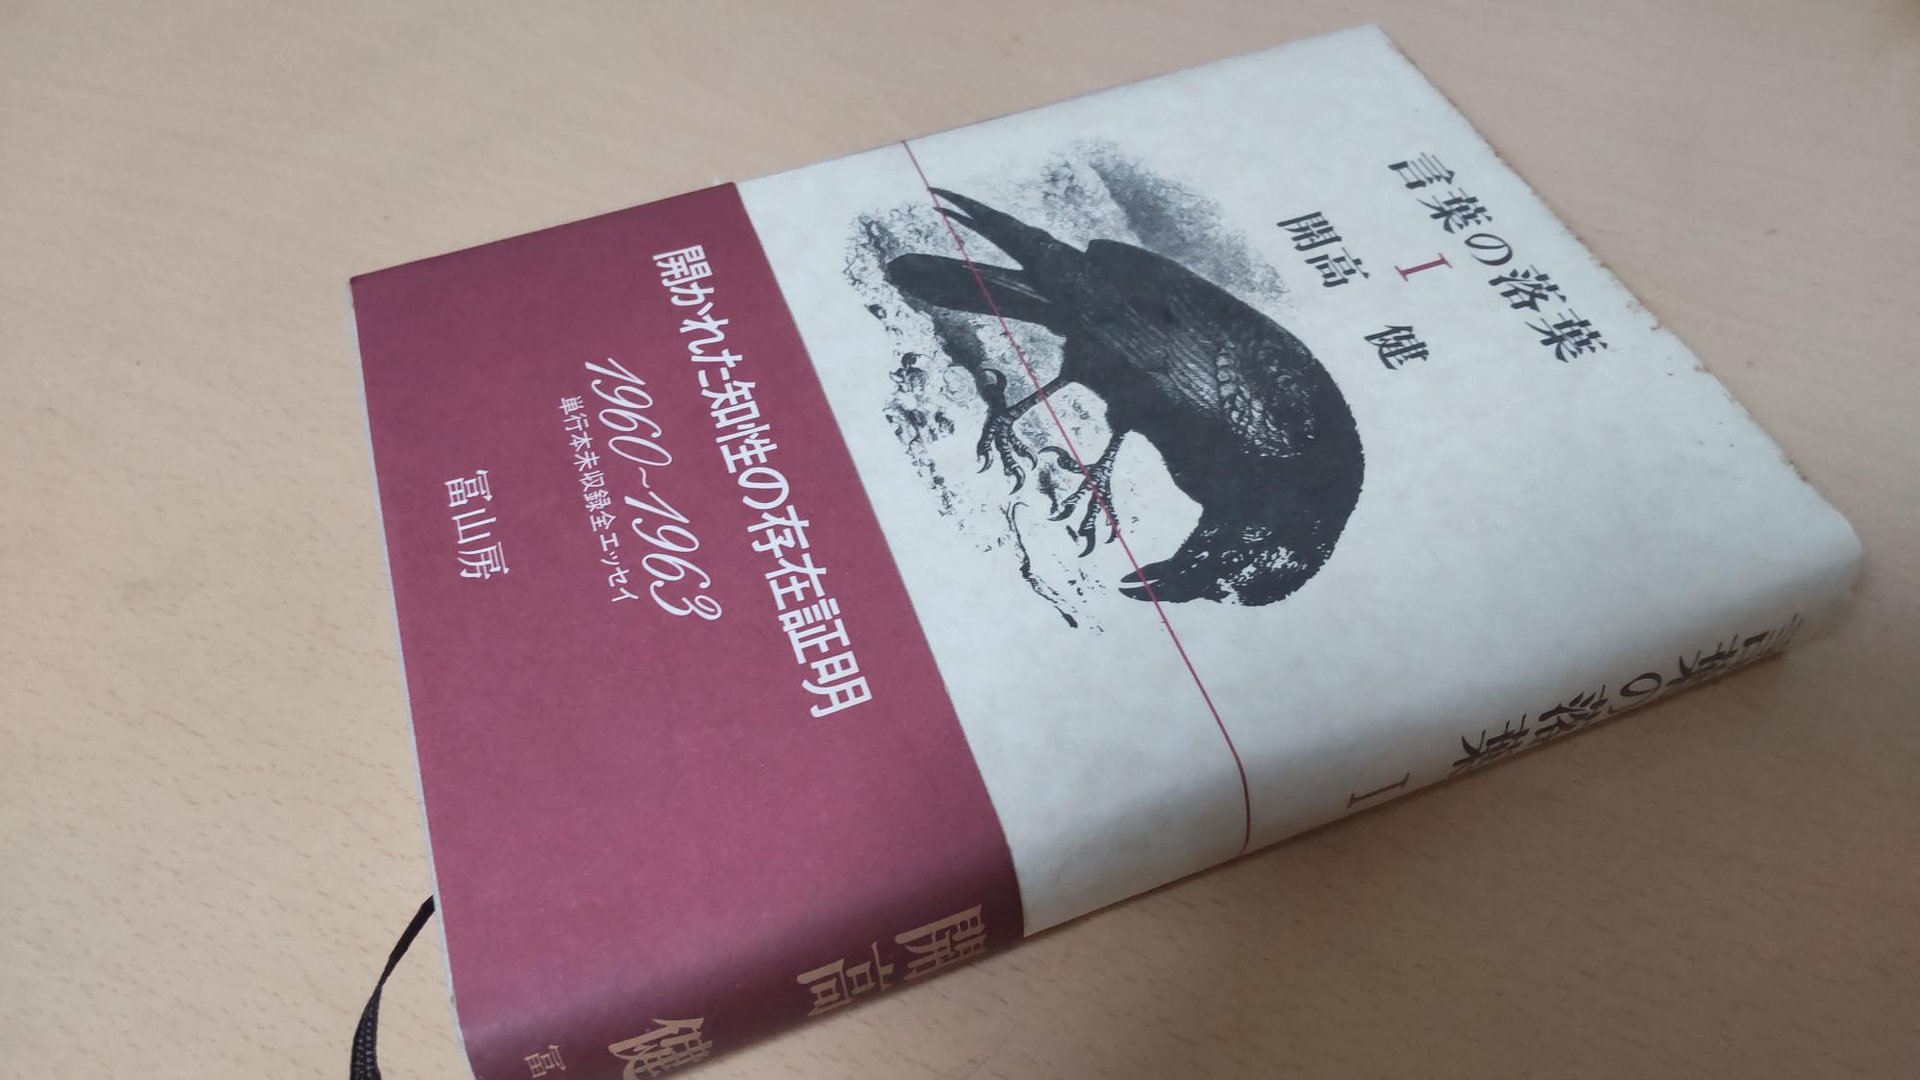 言葉の落葉
I
開高 健
開かれた知性の存在証明
1960~1963
単行本未収録全エッセイ
冨山房
言葉の落葉 I
開高 健
冨